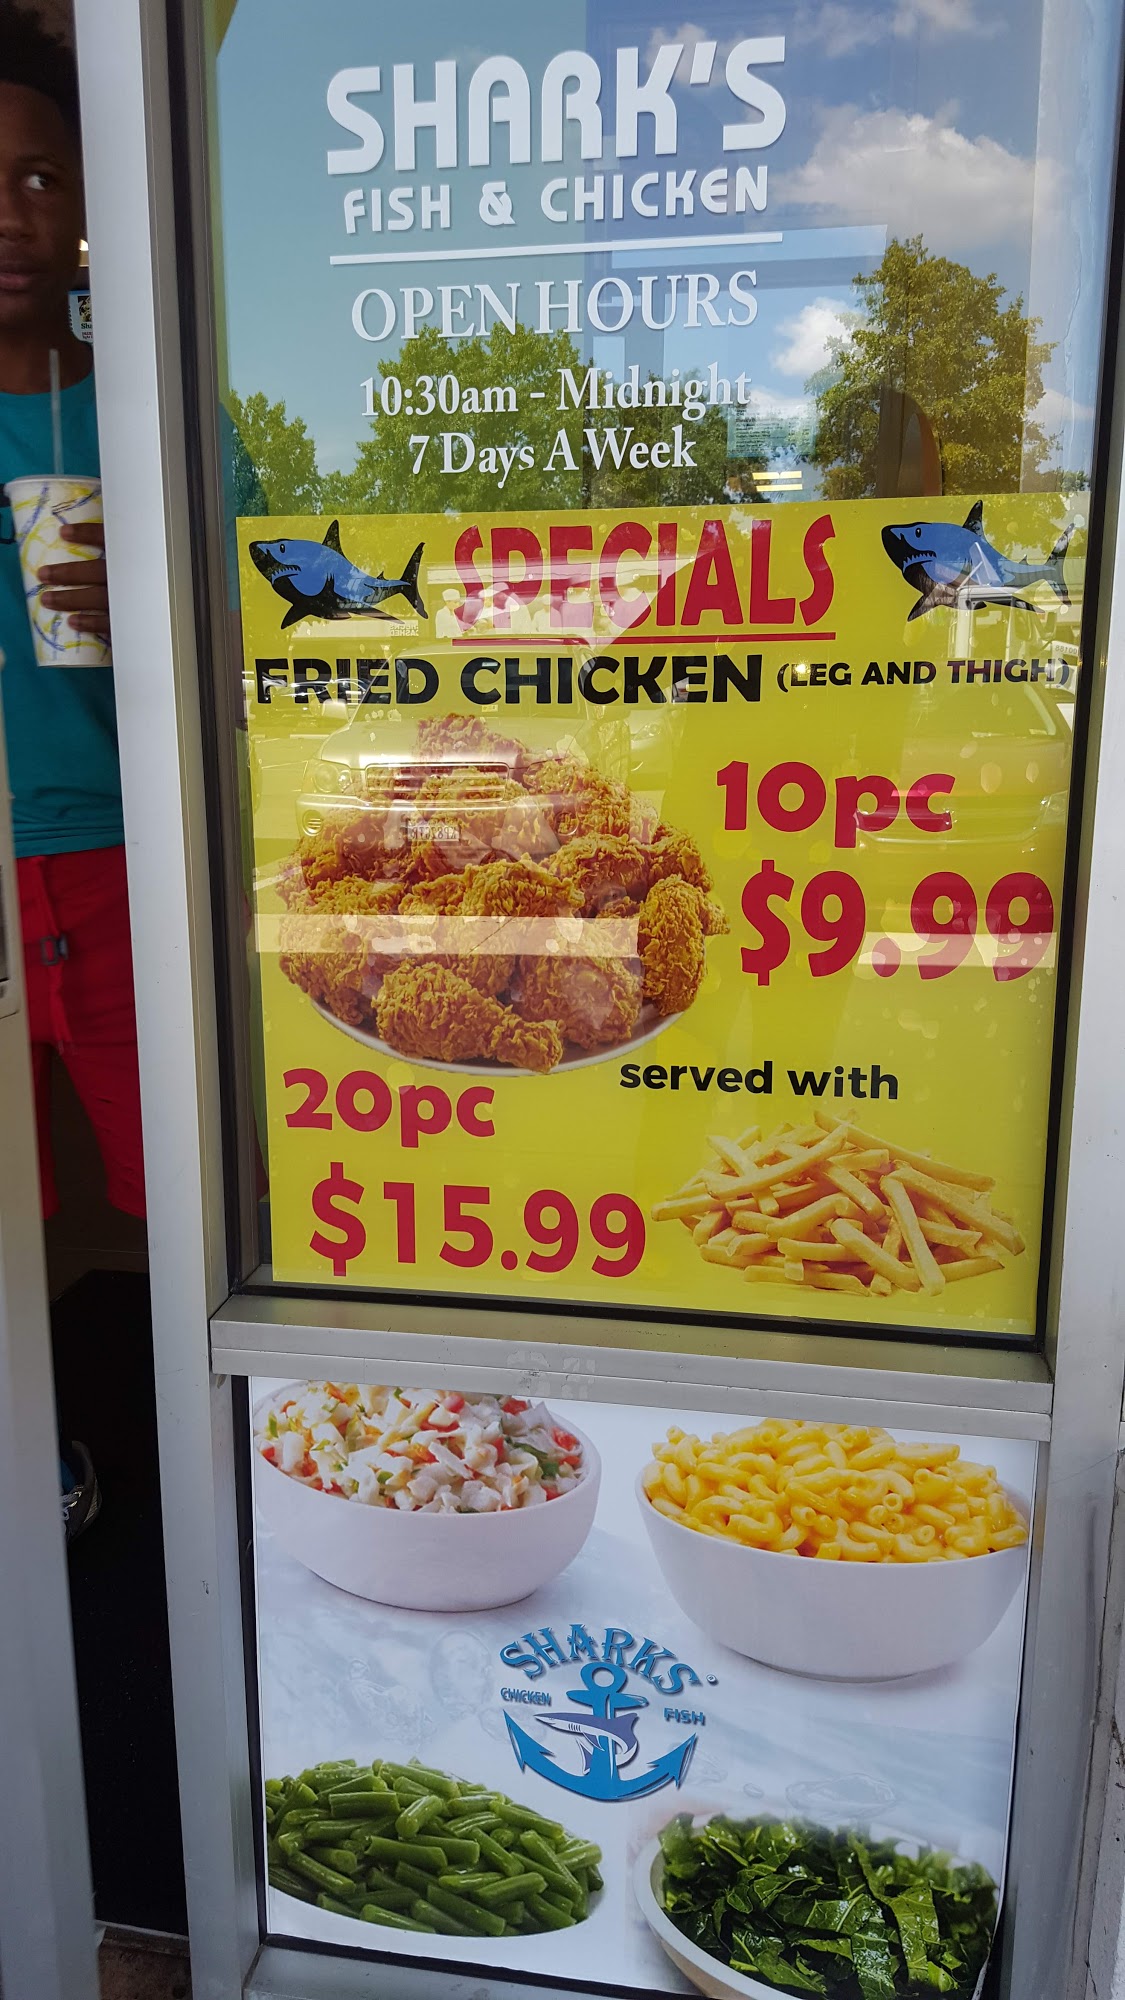 SHARK'S
FISH & CHICKEN
OPEN HOURS
10:30am - Midnight
7 Days A Week
SPECIALS
FRIED CHICKEN (LEG AND THIGH)
10pc
$9.99
served with
20pc
$15.99
SHARKS
CHICKEN
FISH